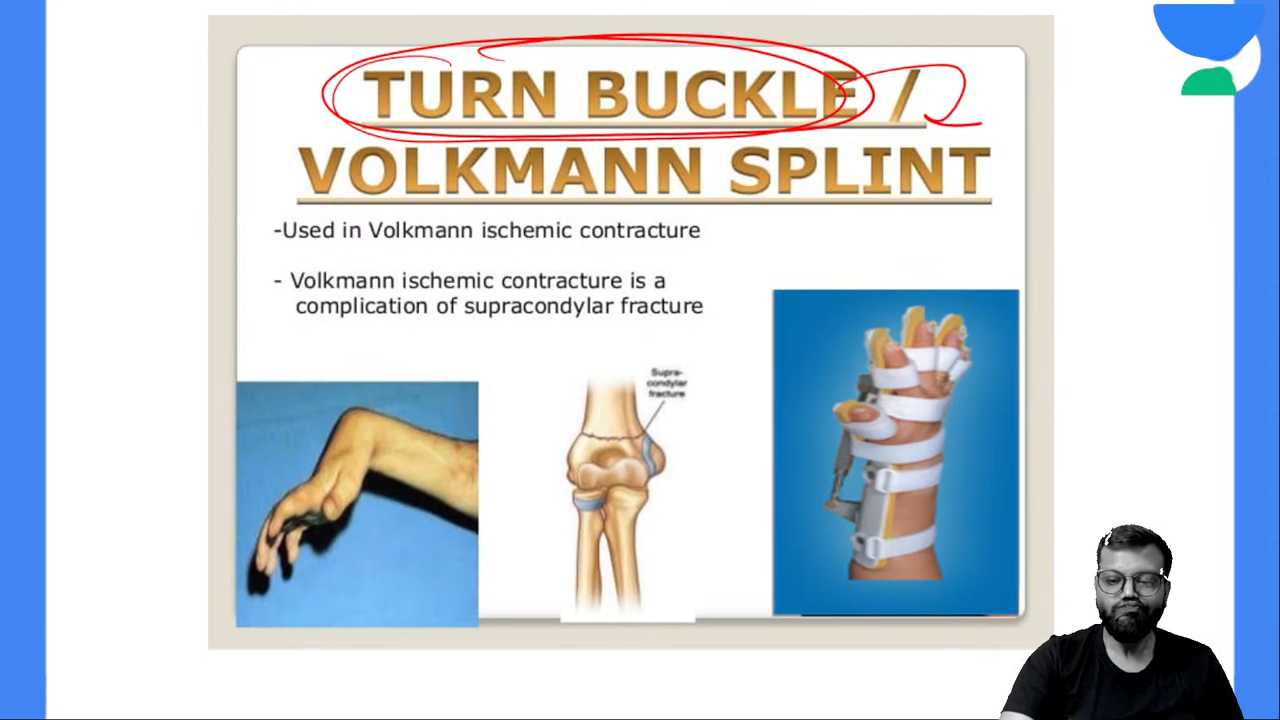 TURN BUCKLE /
VOLKMANN SPLINT
-Used in Volkmann ischemic contracture
- Volkmann ischemic contracture is a
complication of supracondylar fracture
Supra-
condylar
fracture